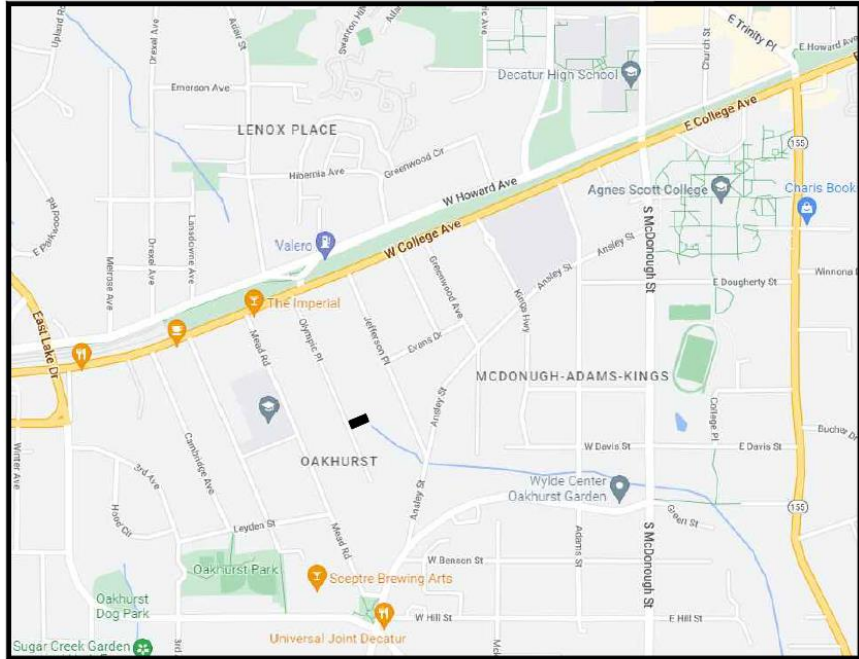 Upland Rd
Drexel Ave
Adair St
Swanton Hill
E Trinity Pl
E Howard Ave
Church St
Decatur High School
Emerson Ave
E College Ave
LENOX PLACE
155
Hibernia Ave
Greenwood Cir
W Howard Ave
Agnes Scott College
Charis Book
E Parkwood Rd
Lansdowne Ave
Valero
W College Ave
S McDonough St
Ansley St
Melrose Ave
Drexel Ave
Greenwood Ave
Kings Hwy
E Dougherty St
Winnona
East Lake Dr
The Imperial
Mead Rd
Olympic Pl
Jefferson Pl
Evans Dr
MCDONUGH-ADAMS-KINGS
Ansley St
College Pl
Winter Ave
3rd Ave
Cambridge Ave
OAKHURST
W Davis St
E Davis St
Bucher
Hood Cir
Wylde Center
Oakhurst Garden
Ansley St
155
Leyden St
Mead Rd
Adams St
Green St
S McDonough St
Oakhurst Park
W Benson St
Sceptre Brewing Arts
Oakhurst
Dog Park
W Hill St
E Hill St
Universal Joint Decatur
Sugar Creek Garden
3rd